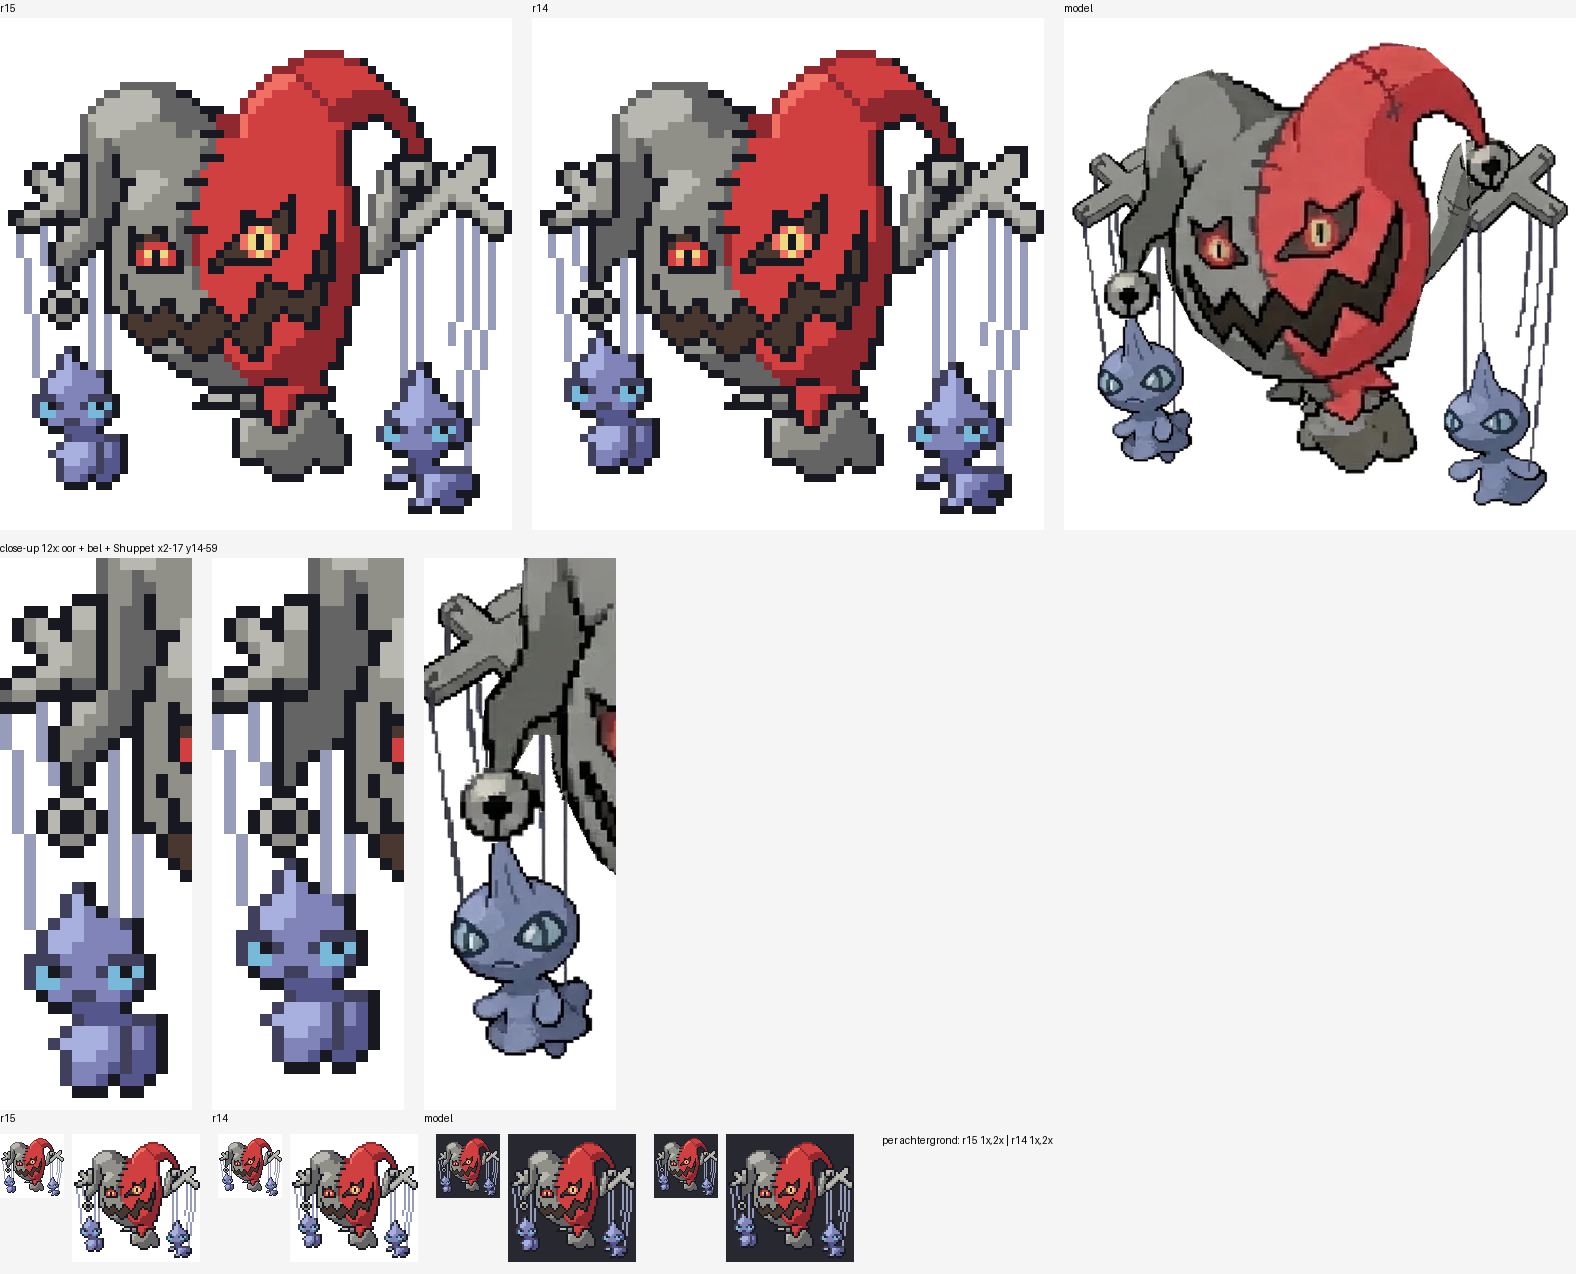 r15
r14
model
close-up 12x: oor + bel + Shuppet x2-17 y14-59
r15
r14
model
per achtergrond: r15 1x,2x | r14 1x,2x